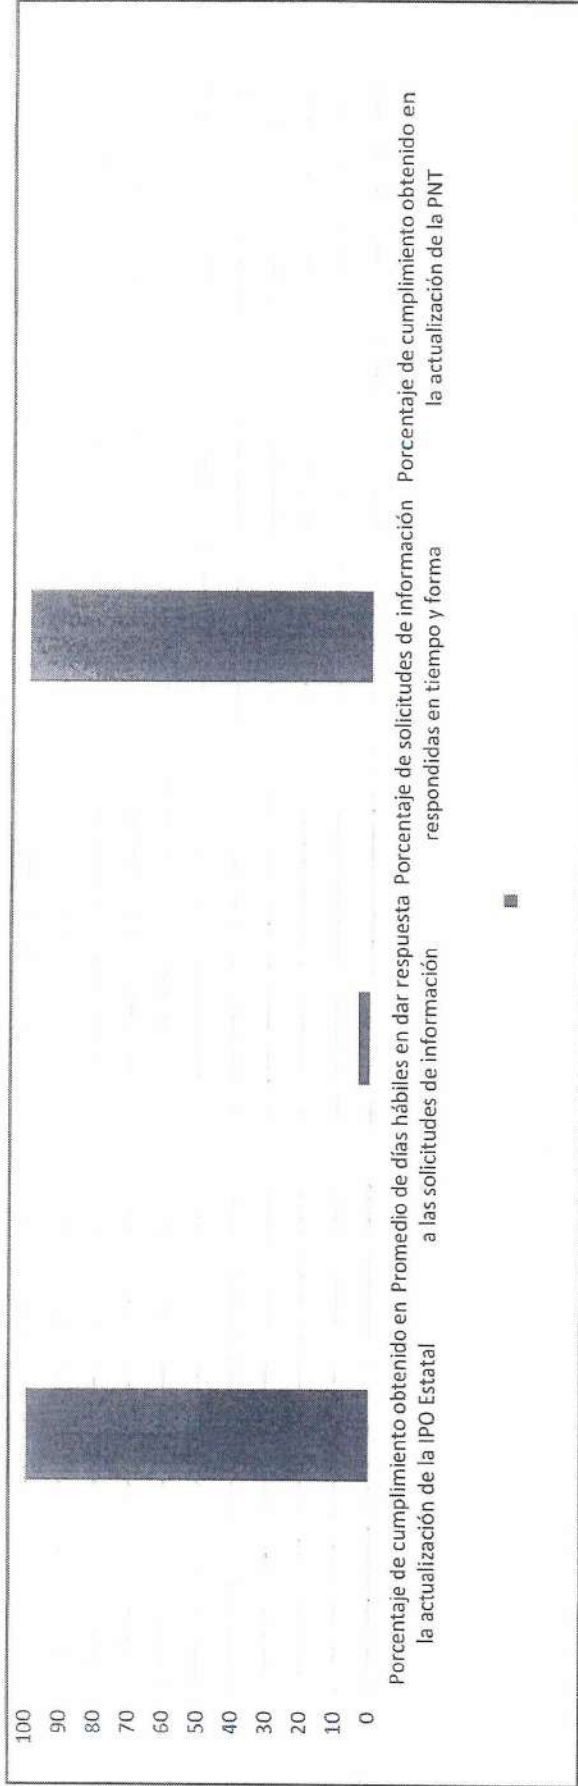 100
90
80
70
60
50
40
30
20
10
0
Porcentaje de cumplimiento obtenido en
la actualización de la IPO Estatal
Promedio de días hábiles en dar respuesta
a las solicitudes de información
Porcentaje de solicitudes de información
respondidas en tiempo y forma
Porcentaje de cumplimiento obtenido en
la actualización de la PNT